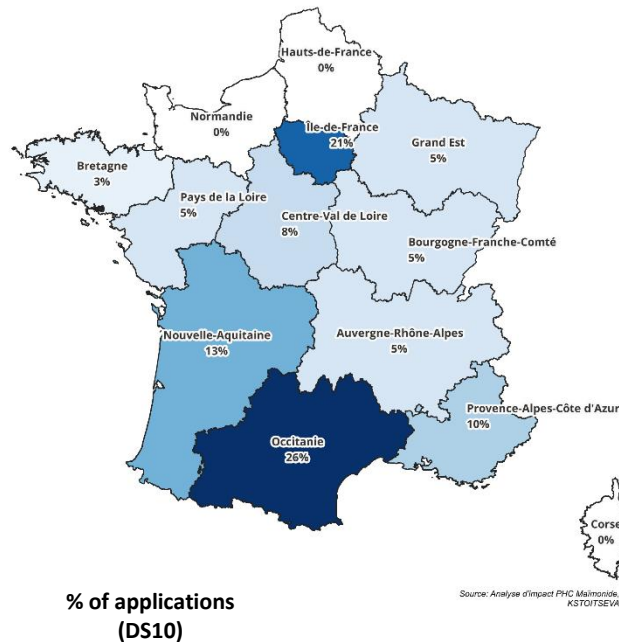 Hauts-de-France
0%
Normandie
0%
Île-de-France
21%
Grand Est
5%
Bretagne
3%
Pays de la Loire
5%
Centre-Val de Loire
8%
Bourgogne-Franche-Comté
5%
Nouvelle-Aquitaine
13%
Auvergne-Rhône-Alpes
5%
Provence-Alpes-Côte d'Azur
10%
Occitanie
26%
Corse
0%
% of applications
(DS10)
Source: Analyse d'impact PHC Maïmonide,
KSTOITSEVA